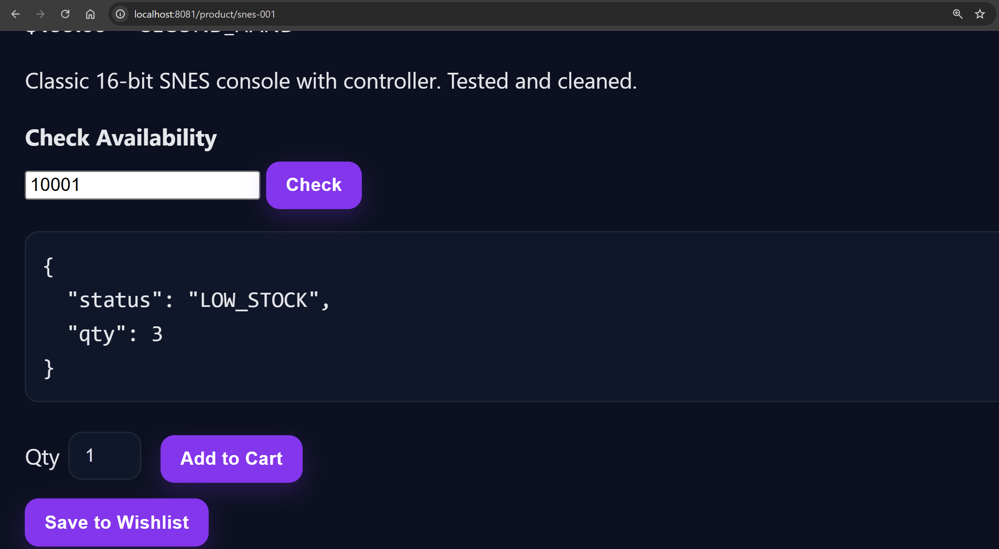 localhost:8081/product/snes-001
Classic 16-bit SNES console with controller. Tested and cleaned.
Check Availability
10001
Check
{
"status": "LOW_STOCK",
"qty": 3
}
Qty 1 Add to Cart
Save to Wishlist